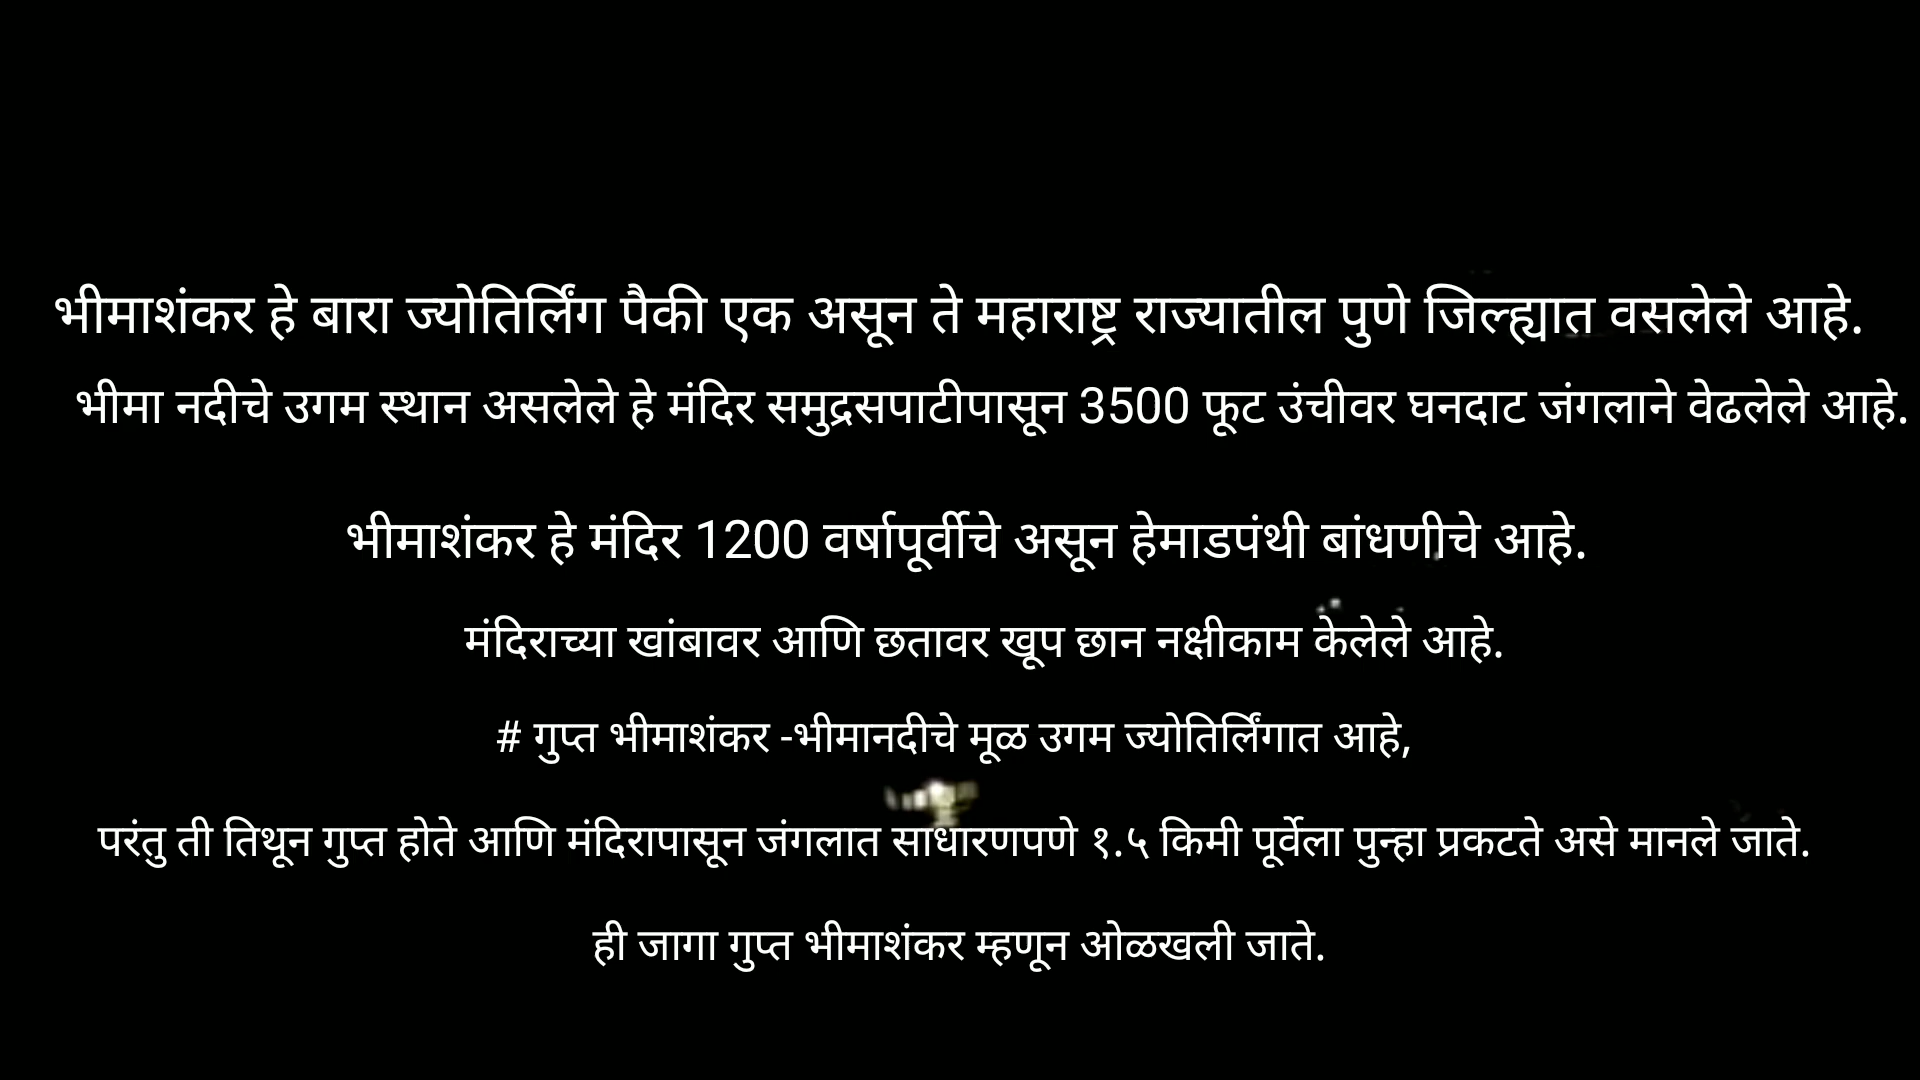 भीमाशंकर हे बारा ज्योतिर्लिंग पैकी एक असून ते महाराष्ट्र राज्यातील पुणे जिल्ह्यात वसलेले आहे.
भीमा नदीचे उगम स्थान असलेले हे मंदिर समुद्रसपाटीपासून 3500 फूट उंचीवर घनदाट जंगलाने वेढलेले आहे.
भीमाशंकर हे मंदिर 1200 वर्षापूर्वीचे असून हेमाडपंथी बांधणीचे आहे.
मंदिराच्या खांबावर आणि छतावर खूप छान नक्षीकाम केलेले आहे.
# गुप्त भीमाशंकर -भीमानदीचे मूळ उगम ज्योतिर्लिंगात आहे,
परंतु ती तिथून गुप्त होते आणि मंदिरापासून जंगलात साधारणपणे १.५ किमी पूर्वेला पुन्हा प्रकटते असे मानले जाते.
ही जागा गुप्त भीमाशंकर म्हणून ओळखली जाते.